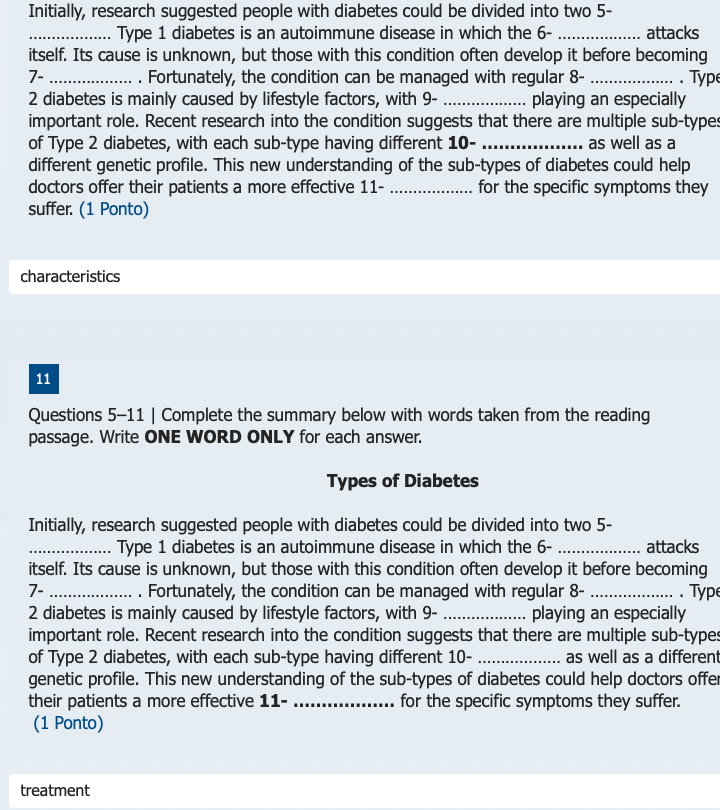 Initially, research suggested people with diabetes could be divided into two 5-
.................. Type 1 diabetes is an autoimmune disease in which the 6- .................. attacks
itself. Its cause is unknown, but those with this condition often develop it before becoming
7- .................. . Fortunately, the condition can be managed with regular 8- .................. . Type
2 diabetes is mainly caused by lifestyle factors, with 9- .................. playing an especially
important role. Recent research into the condition suggests that there are multiple sub-types
of Type 2 diabetes, with each sub-type having different 10- .................. as well as a
different genetic profile. This new understanding of the sub-types of diabetes could help
doctors offer their patients a more effective 11- .................. for the specific symptoms they
suffer. (1 Ponto)
characteristics
11
Questions 5–11 | Complete the summary below with words taken from the reading
passage. Write ONE WORD ONLY for each answer.
Types of Diabetes
Initially, research suggested people with diabetes could be divided into two 5-
.................. Type 1 diabetes is an autoimmune disease in which the 6- .................. attacks
itself. Its cause is unknown, but those with this condition often develop it before becoming
7- .................. . Fortunately, the condition can be managed with regular 8- .................. . Type
2 diabetes is mainly caused by lifestyle factors, with 9- .................. playing an especially
important role. Recent research into the condition suggests that there are multiple sub-types
of Type 2 diabetes, with each sub-type having different 10- .................. as well as a different
genetic profile. This new understanding of the sub-types of diabetes could help doctors offer
their patients a more effective 11- .................. for the specific symptoms they suffer.
(1 Ponto)
treatment